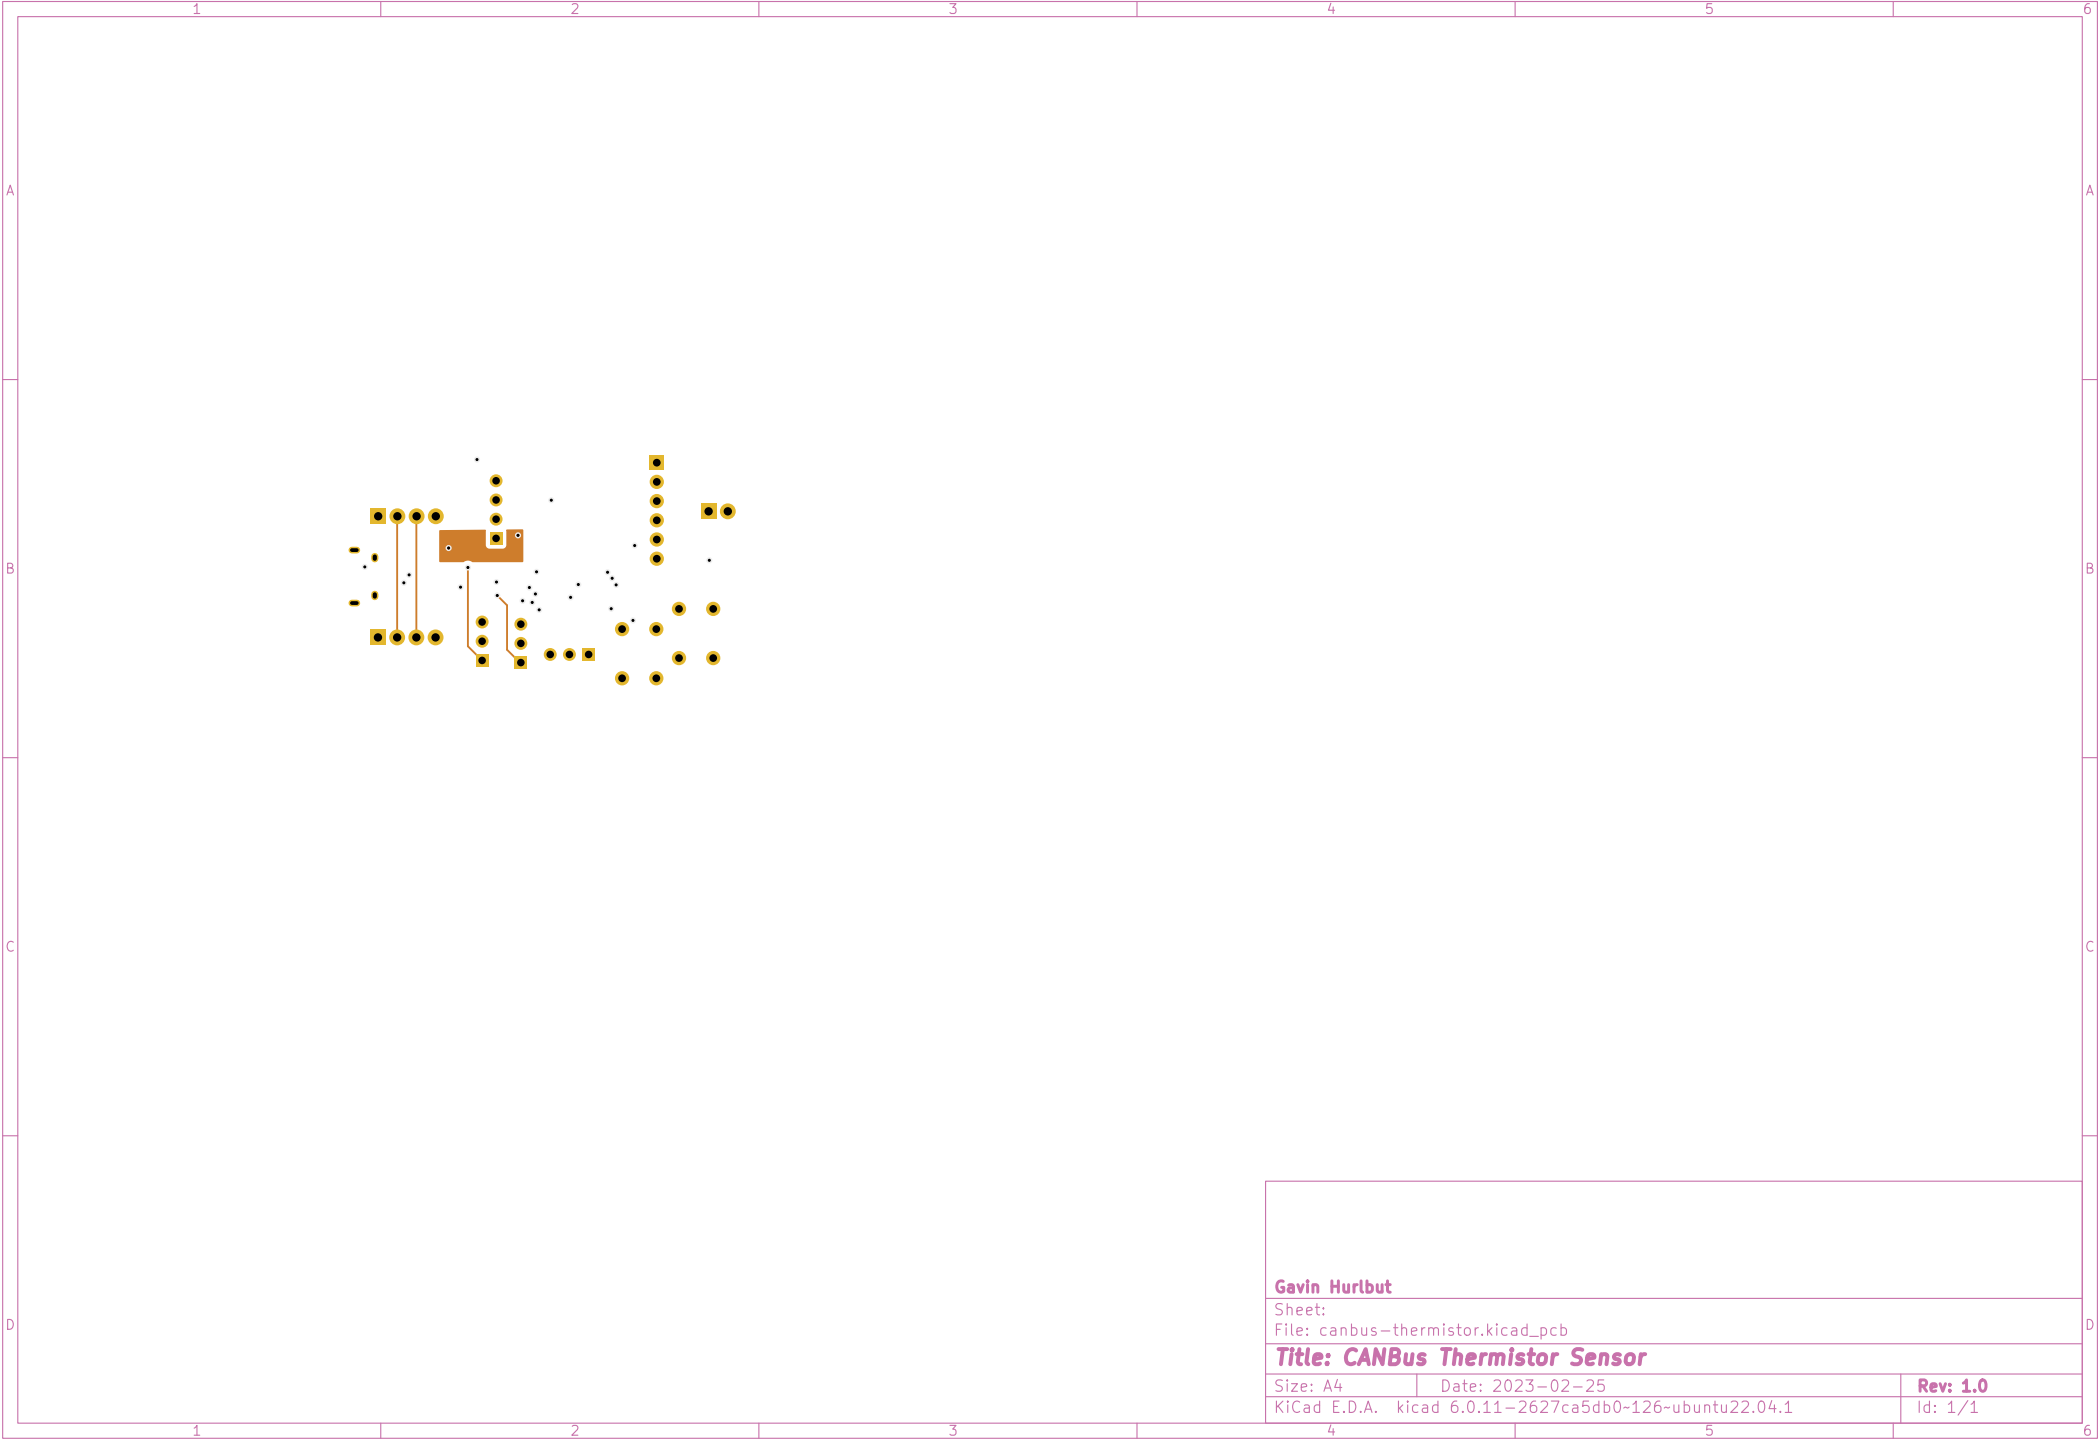 1 2 3 4 5 6
A A
B B
C C
D D
Gavin Hurlbut
Sheet:
File: canbus-thermistor.kicad_pcb
Title: CANBus Thermistor Sensor
Size: A4 Date: 2023-02-25 Rev: 1.0
KiCad E.D.A. kicad 6.0.11-2627ca5db0~126~ubuntu22.04.1 Id: 1/1
1 2 3 4 5 6